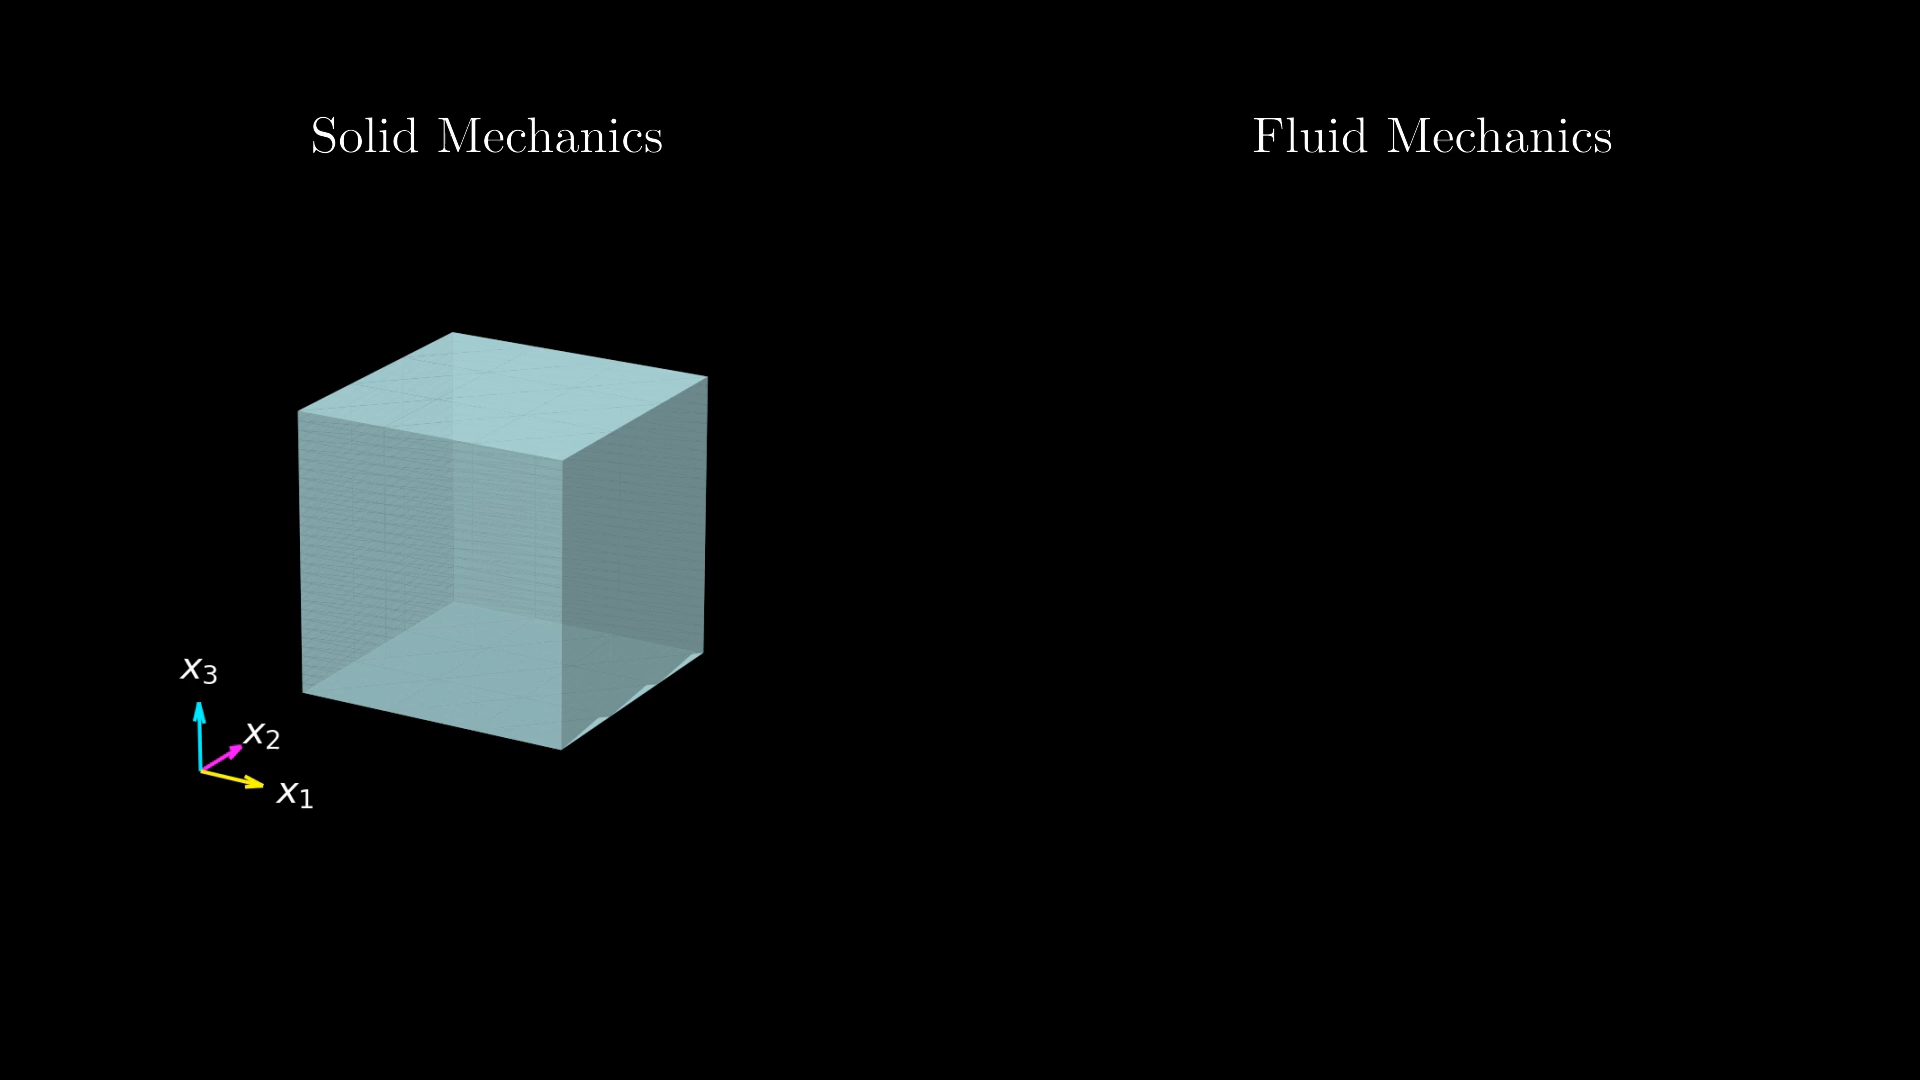 Solid Mechanics
Fluid Mechanics
x₃
x₂
x₁